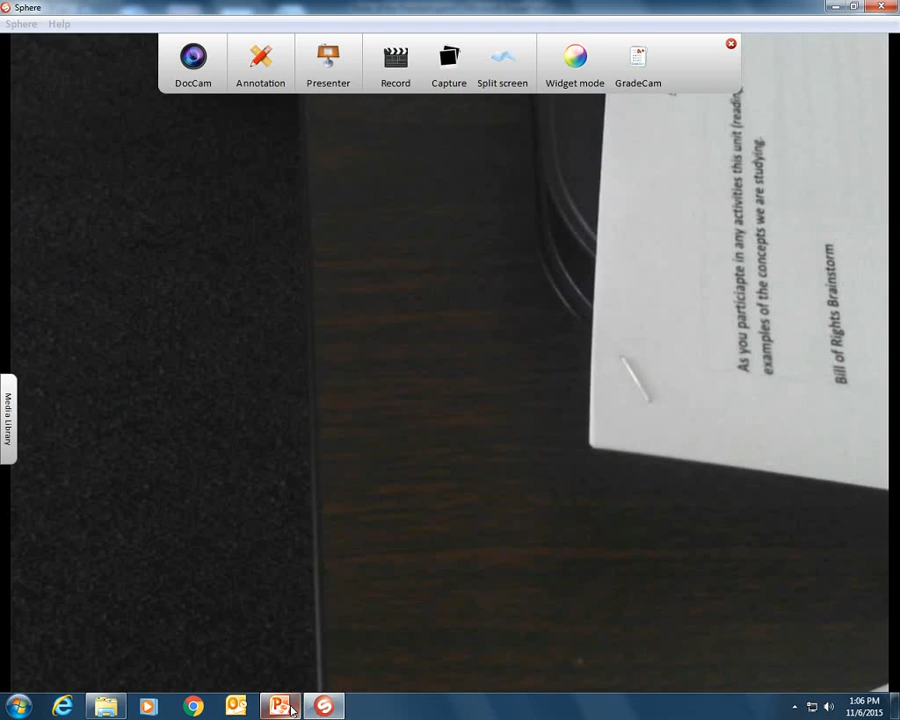 Sphere
Sphere Help
DocCam
Annotation
Presenter
Record
Capture
Split screen
Widget mode
GradeCam
As you particiapte in any activities this unit (reading
examples of the concepts we are studying.
Bill of Rights Brainstorm
Media Library
1:06 PM
11/6/2015